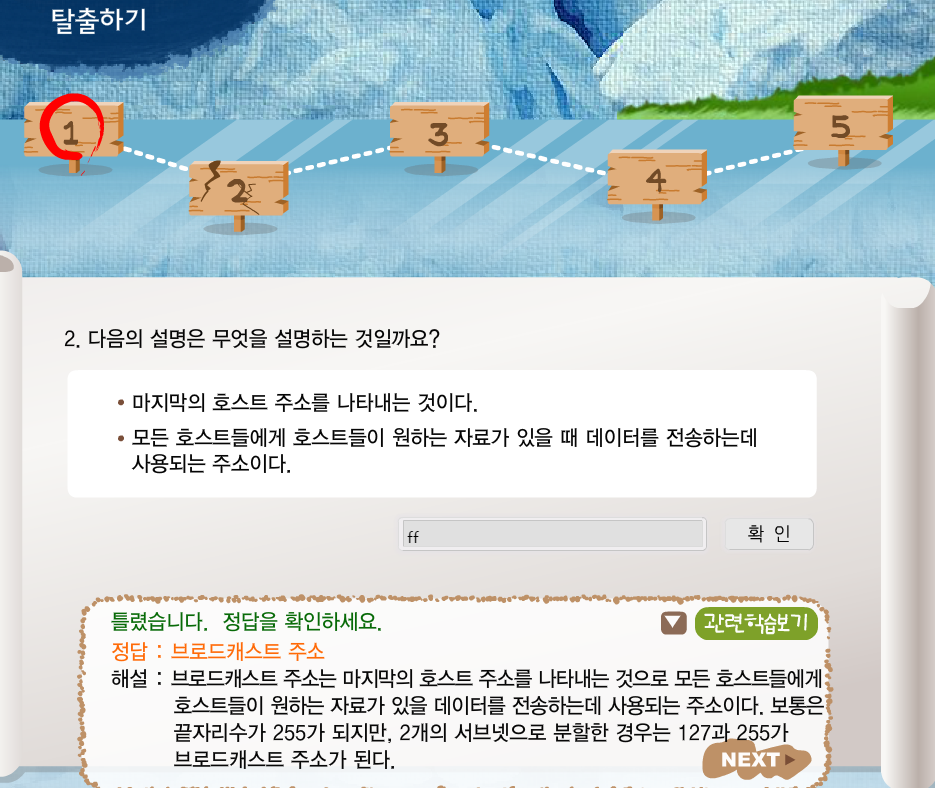 탈출하기
1
2
3
4
5
2. 다음의 설명은 무엇을 설명하는 것일까요?
• 마지막의 호스트 주소를 나타내는 것이다.
• 모든 호스트들에게 호스트들이 원하는 자료가 있을 때 데이터를 전송하는데
사용되는 주소이다.
ff
확 인
틀렸습니다. 정답을 확인하세요.
관련학습보기
정답 : 브로드캐스트 주소
해설 : 브로드캐스트 주소는 마지막의 호스트 주소를 나타내는 것으로 모든 호스트들에게
호스트들이 원하는 자료가 있을 데이터를 전송하는데 사용되는 주소이다. 보통은
끝자리수가 255가 되지만, 2개의 서브넷으로 분할한 경우는 127과 255가
브로드캐스트 주소가 된다.
NEXT